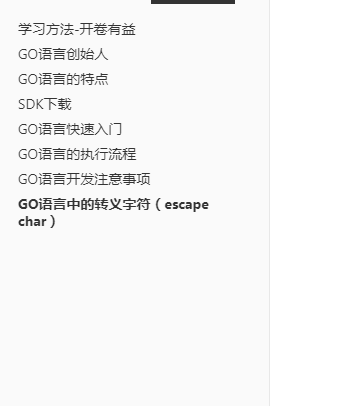 学习方法-开卷有益
GO语言创始人
GO语言的特点
SDK下载
GO语言快速入门
GO语言的执行流程
GO语言开发注意事项
GO语言中的转义字符（escape
char）